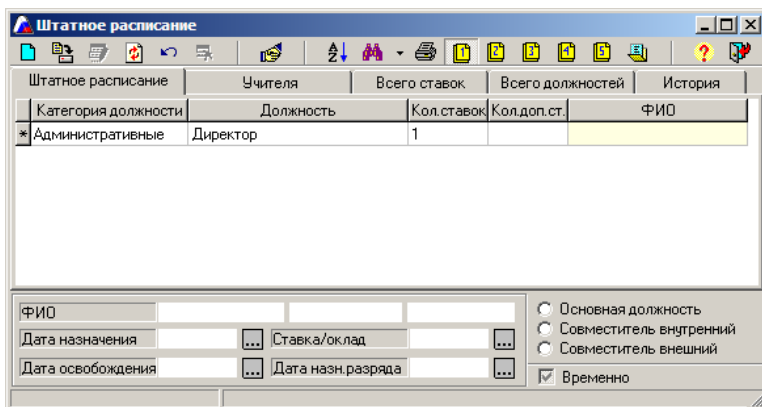 Штатное расписание
Штатное расписание Учителя Всего ставок Всего должностей История
Категория должности Должность Кол.ставок Кол.доп.ст. ФИО
* Административные Директор 1
ФИО
Дата назначения ... Ставка/оклад ...
Дата освобождения ... Дата назн.разряда ...
Основная должность
Совместитель внутренний
Совместитель внешний
Временно